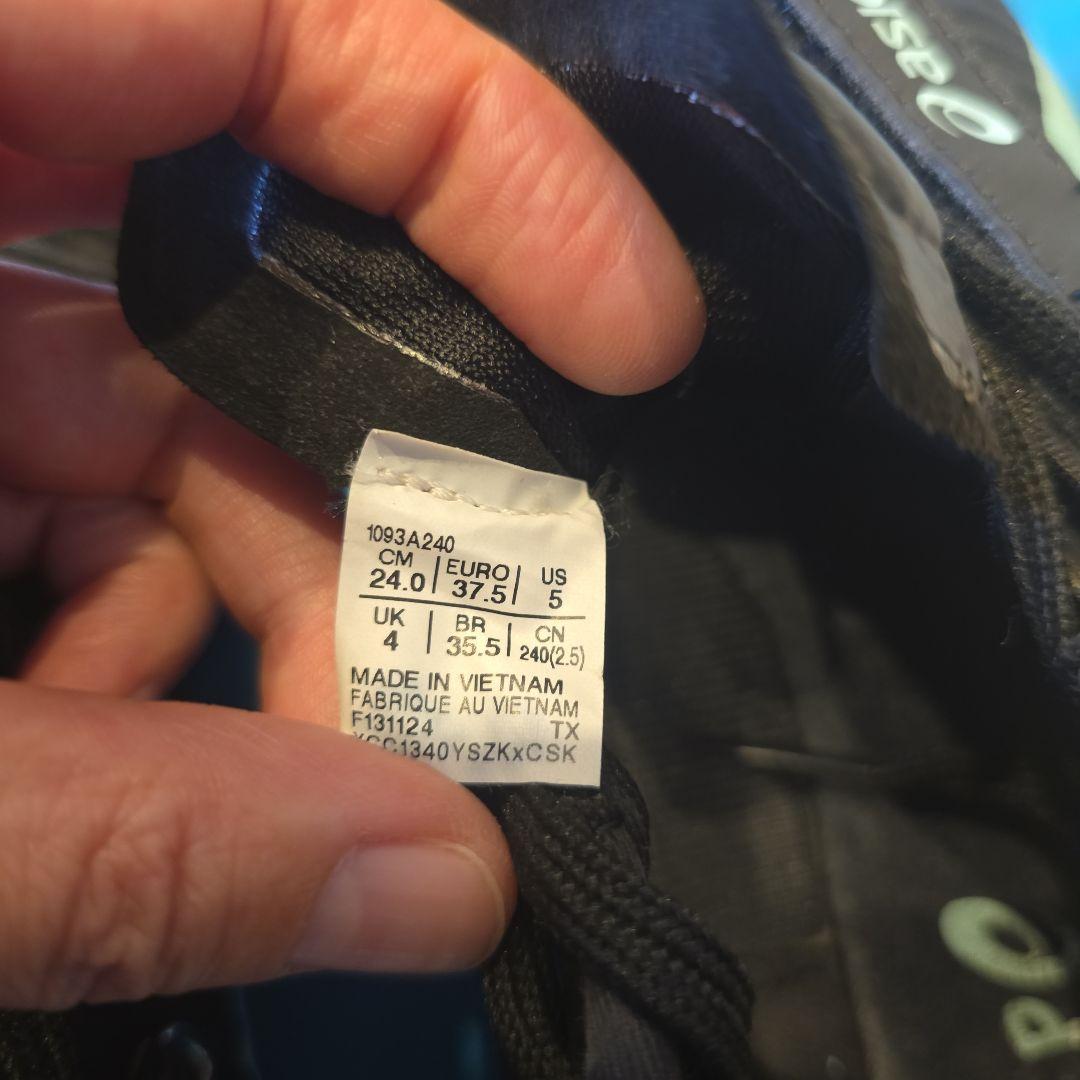 asics
1093A240
CM EURO US
24.0 37.5 5
UK BR CN
4 35.5 240(2.5)
MADE IN VIETNAM
FABRIQUE AU VIETNAM
F131124 TX